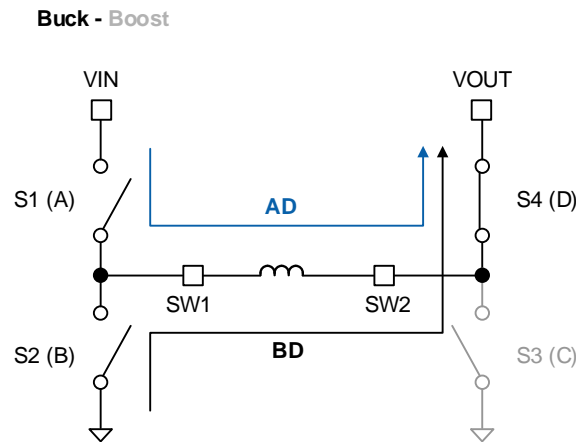 Buck - Boost
VIN
VOUT
S1 (A)
AD
S4 (D)
SW1
SW2
S2 (B)
BD
S3 (C)